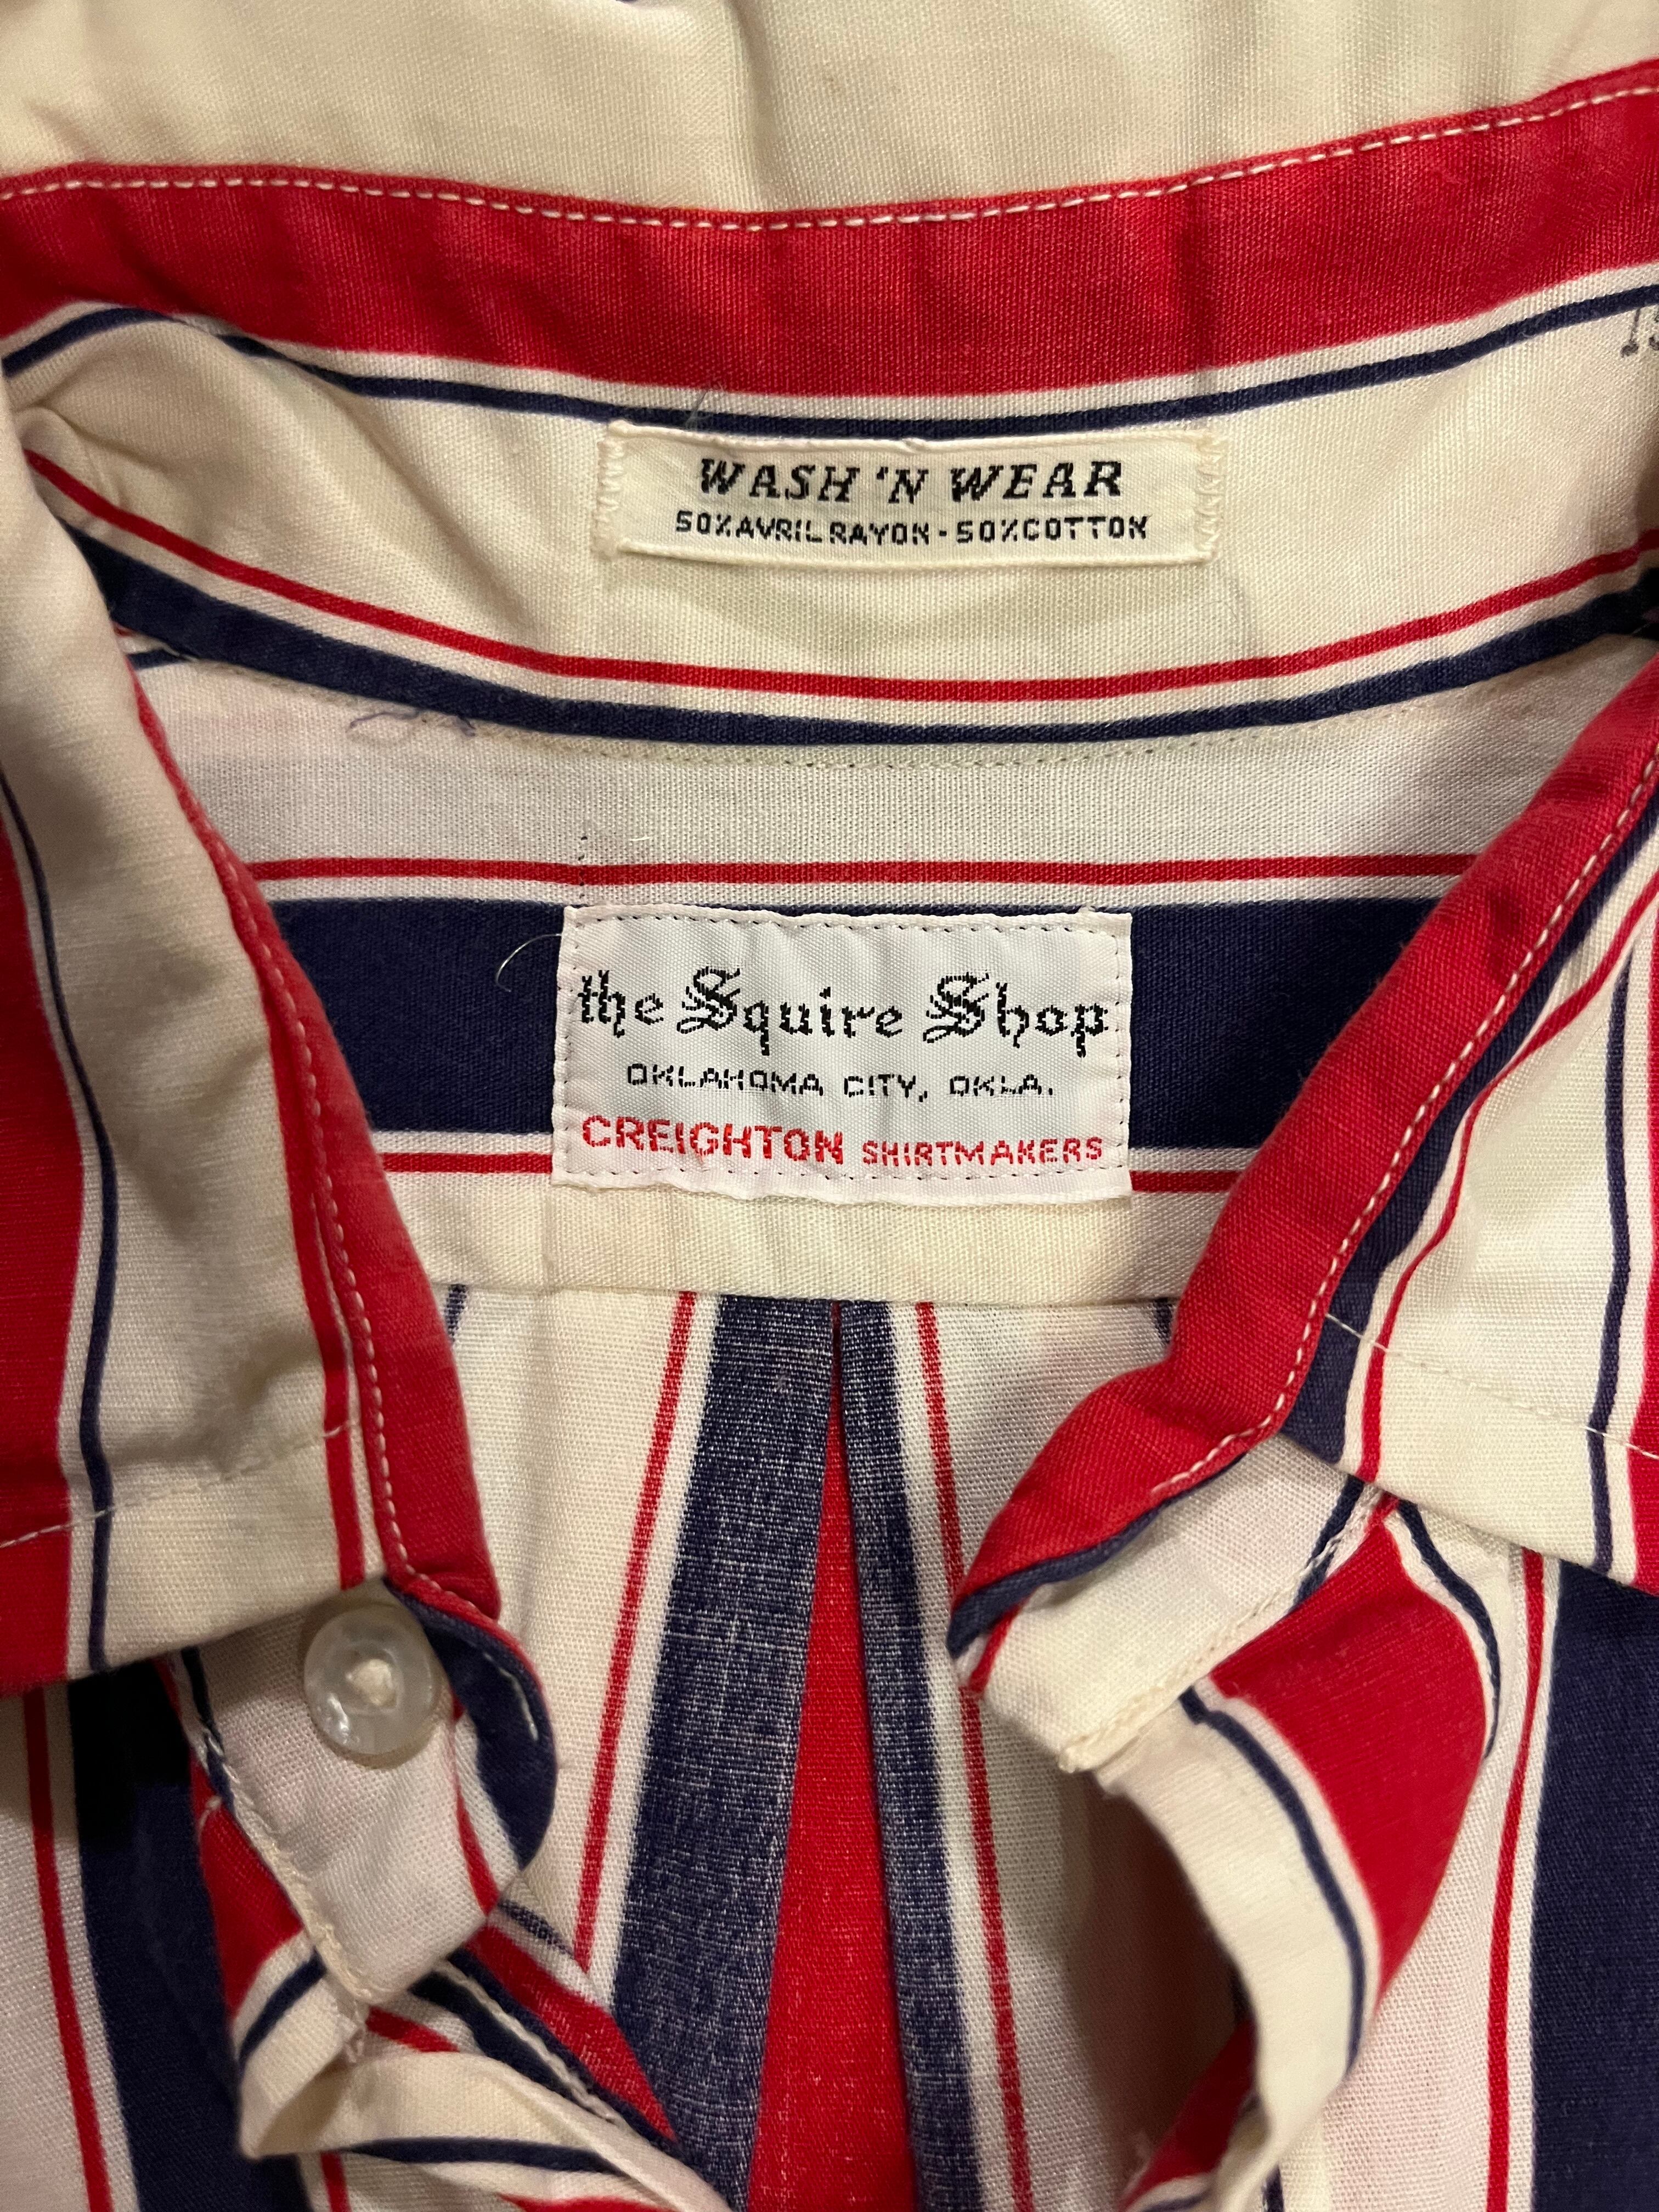 WASH 'N WEAR
50% AVRIL RAYON - 50% COTTON
the Squire Shop
OKLAHOMA CITY, OKLA.
CREIGHTON SHIRTMAKERS